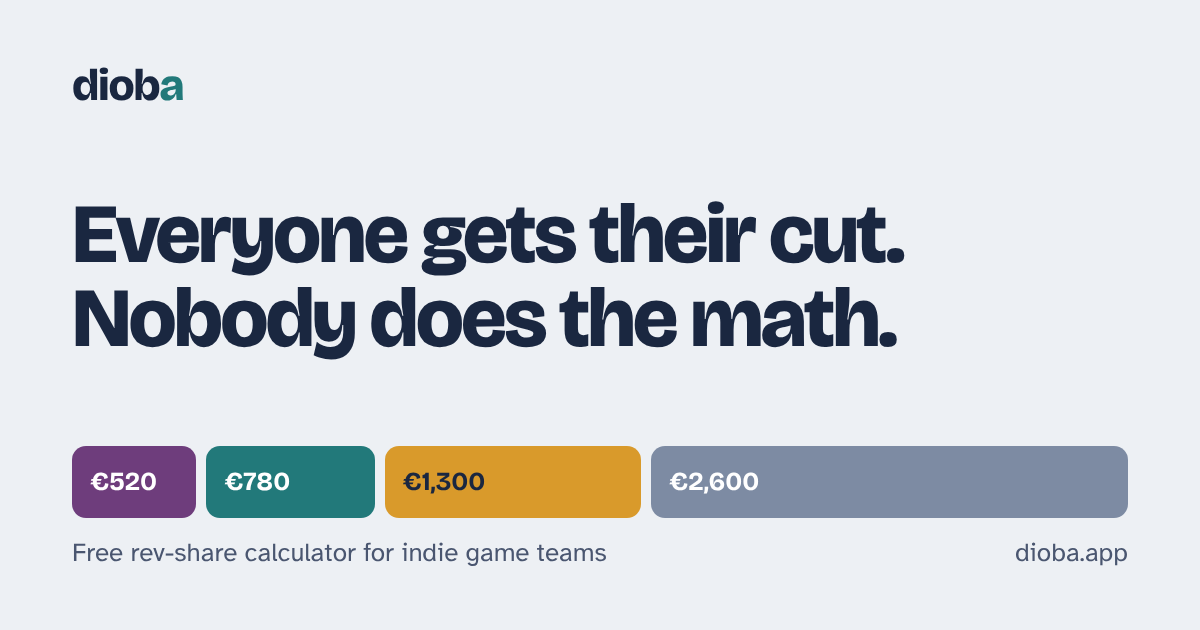 dioba
Everyone gets their cut.
Nobody does the math.
€520 €780 €1,300 €2,600
Free rev-share calculator for indie game teams dioba.app